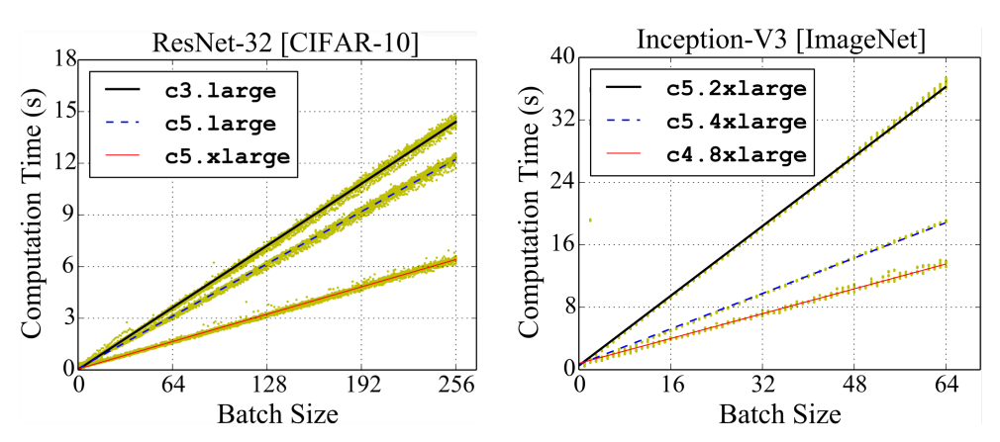 ResNet-32 [CIFAR-10]
18
15
12
9
6
3
0
Computation Time (s)
c3.large
c5.large
c5.xlarge
0 64 128 192 256
Batch Size
Inception-V3 [ImageNet]
40
32
24
16
8
0
Computation Time (s)
c5.2xlarge
c5.4xlarge
c4.8xlarge
0 16 32 48 64
Batch Size